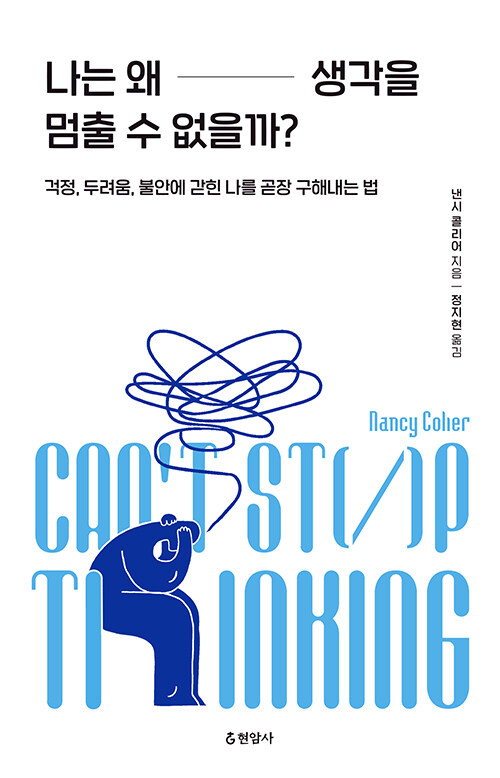 나는 왜 생각을
멈출 수 없을까?
걱정, 두려움, 불안에 갇힌 나를 곧장 구해내는 법
낸시 콜리어 지음 — 정지현 옮김
Nancy Colier
CAN'T STOP
THINKING
현암사